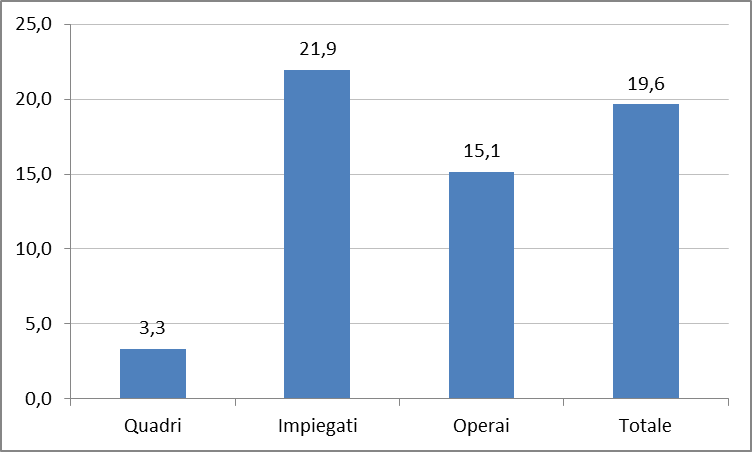 25,0
20,0
15,0
10,0
5,0
0,0
3,3
21,9
15,1
19,6
Quadri
Impiegati
Operai
Totale